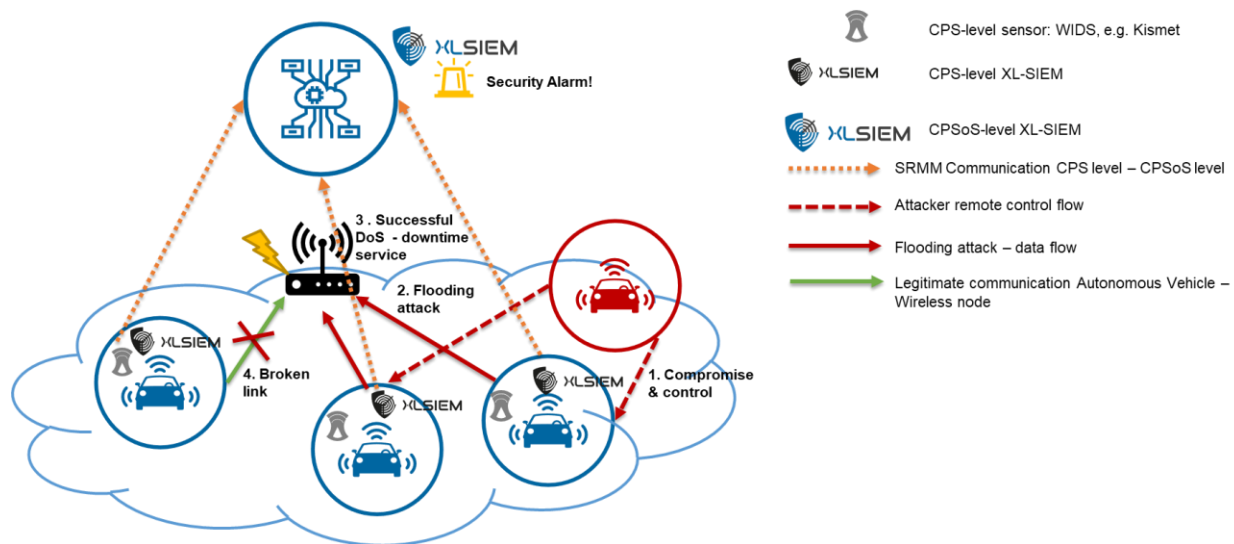 XLSIEM
Security Alarm!
3 . Successful
DoS - downtime
service
2. Flooding
attack
XLSIEM
4. Broken
link
XLSIEM
XLSIEM
1. Compromise
& control
CPS-level sensor: WIDS, e.g. Kismet
XLSIEM
CPS-level XL-SIEM
XLSIEM
CPSoS-level XL-SIEM
SRMM Communication CPS level – CPSoS level
Attacker remote control flow
Flooding attack – data flow
Legitimate communication Autonomous Vehicle –
Wireless node